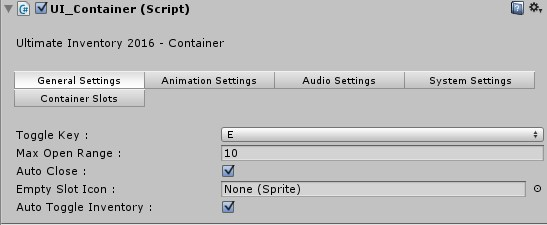 UI_Container (Script)
Ultimate Inventory 2016 - Container
General Settings Animation Settings Audio Settings System Settings
Container Slots
Toggle Key : E
Max Open Range : 10
Auto Close :
Empty Slot Icon : None (Sprite)
Auto Toggle Inventory :